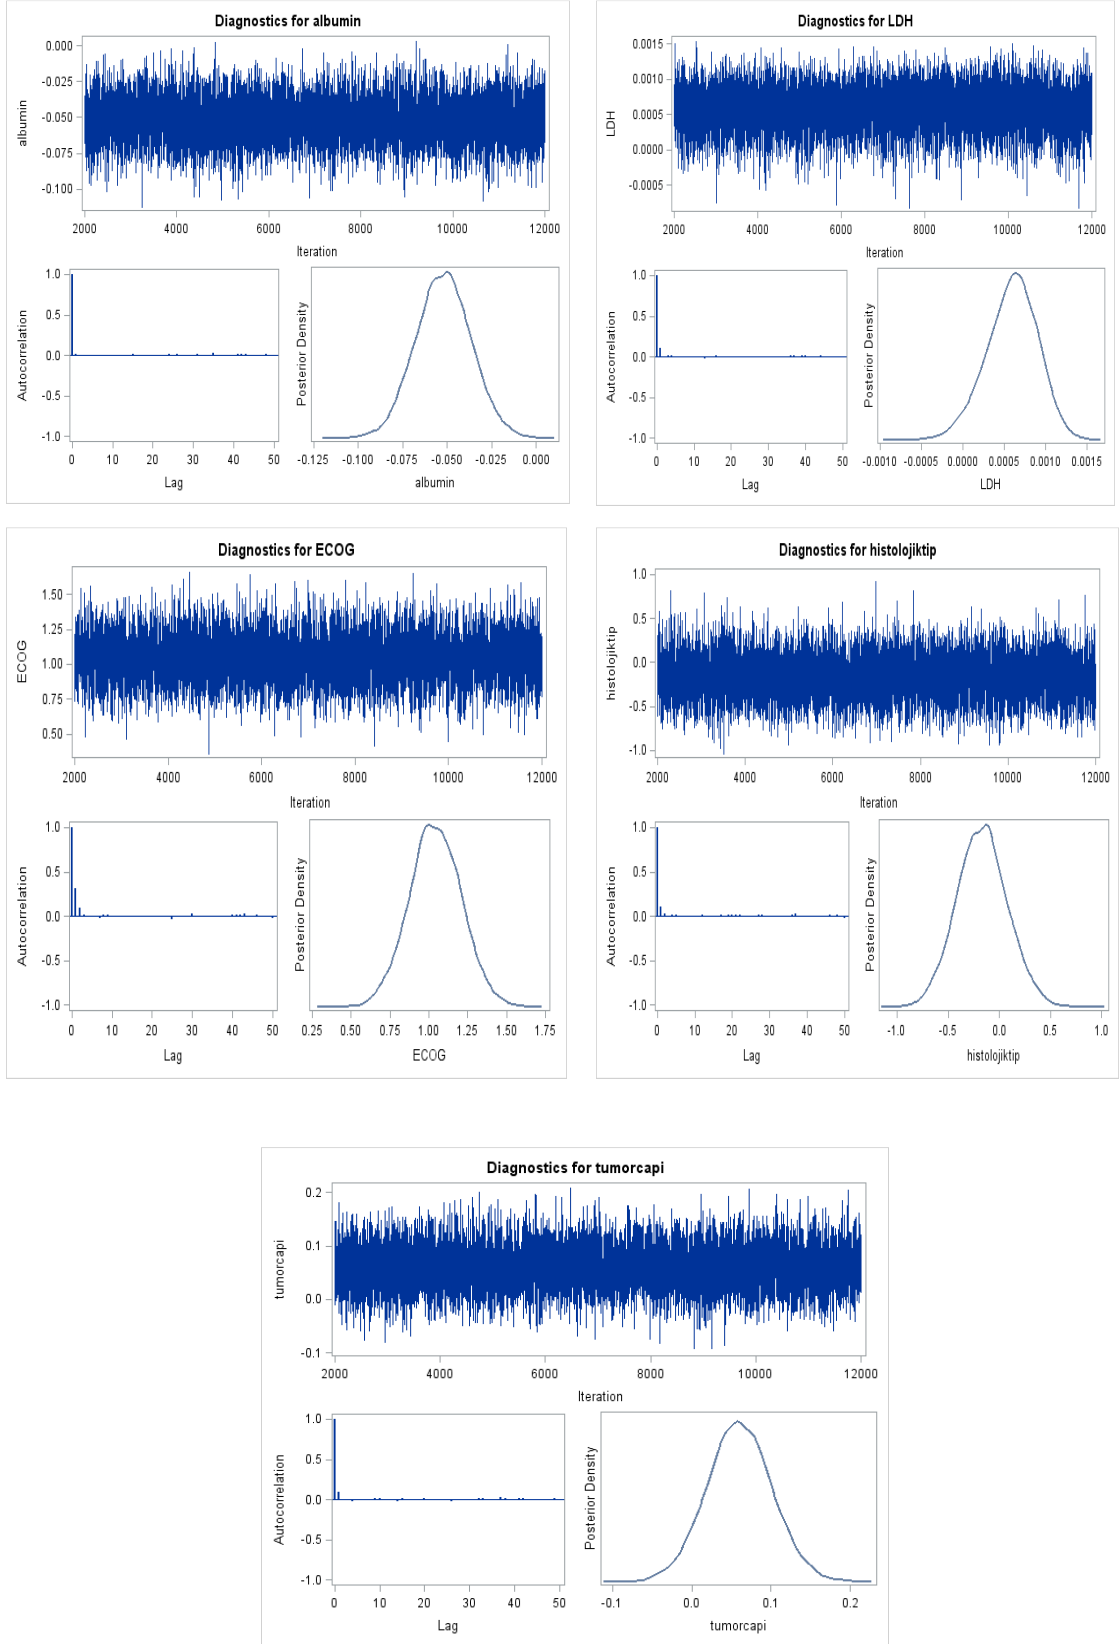 Diagnostics for albumin
0.000
-0.025
-0.050
-0.075
-0.100
albumin
2000 4000 6000 8000 10000 12000
Iteration
1.0
0.5
0.0
-0.5
-1.0
Autocorrelation
0 10 20 30 40 50
Lag
Posterior Density
-0.125 -0.100 -0.075 -0.050 -0.025 0.000
albumin
Diagnostics for LDH
0.0015
0.0010
0.0005
0.0000
-0.0005
LDH
2000 4000 6000 8000 10000 12000
Iteration
1.0
0.5
0.0
-0.5
-1.0
Autocorrelation
0 10 20 30 40 50
Lag
Posterior Density
-0.0010 -0.0005 0.0000 0.0005 0.0010 0.0015
LDH
Diagnostics for ECOG
1.50
1.25
1.00
0.75
0.50
ECOG
2000 4000 6000 8000 10000 12000
Iteration
1.0
0.5
0.0
-0.5
-1.0
Autocorrelation
0 10 20 30 40 50
Lag
Posterior Density
0.25 0.50 0.75 1.00 1.25 1.50 1.75
ECOG
Diagnostics for histolojiktip
1.0
0.5
0.0
-0.5
-1.0
histolojiktip
2000 4000 6000 8000 10000 12000
Iteration
1.0
0.5
0.0
-0.5
-1.0
Autocorrelation
0 10 20 30 40 50
Lag
Posterior Density
-1.0 -0.5 0.0 0.5 1.0
histolojiktip
Diagnostics for tumorcapi
0.2
0.1
0.0
-0.1
tumorcapi
2000 4000 6000 8000 10000 12000
Iteration
1.0
0.5
0.0
-0.5
-1.0
Autocorrelation
0 10 20 30 40 50
Lag
Posterior Density
-0.1 0.0 0.1 0.2
tumorcapi